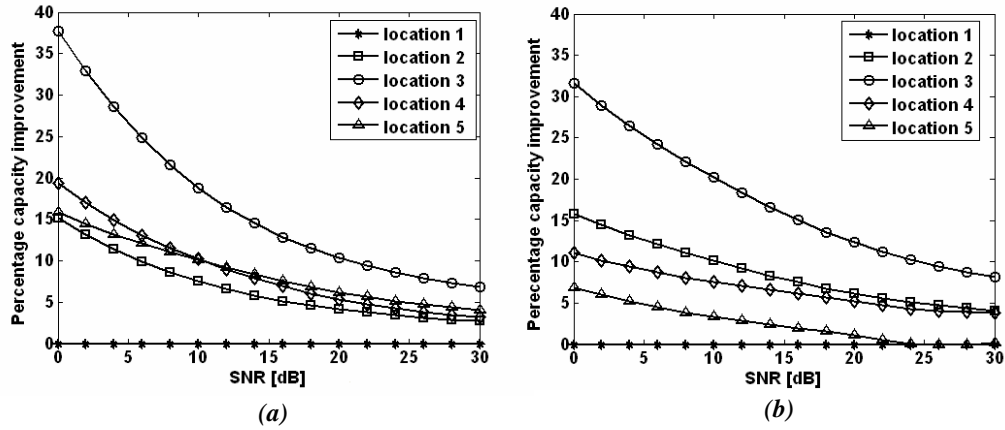 Percentage capacity improvement
40
35
30
25
20
15
10
5
0
0 5 10 15 20 25 30
SNR [dB]
location 1
location 2
location 3
location 4
location 5
(a)
Perecentage capacity improvement
40
35
30
25
20
15
10
5
0
0 5 10 15 20 25 30
SNR [dB]
location 1
location 2
location 3
location 4
location 5
(b)